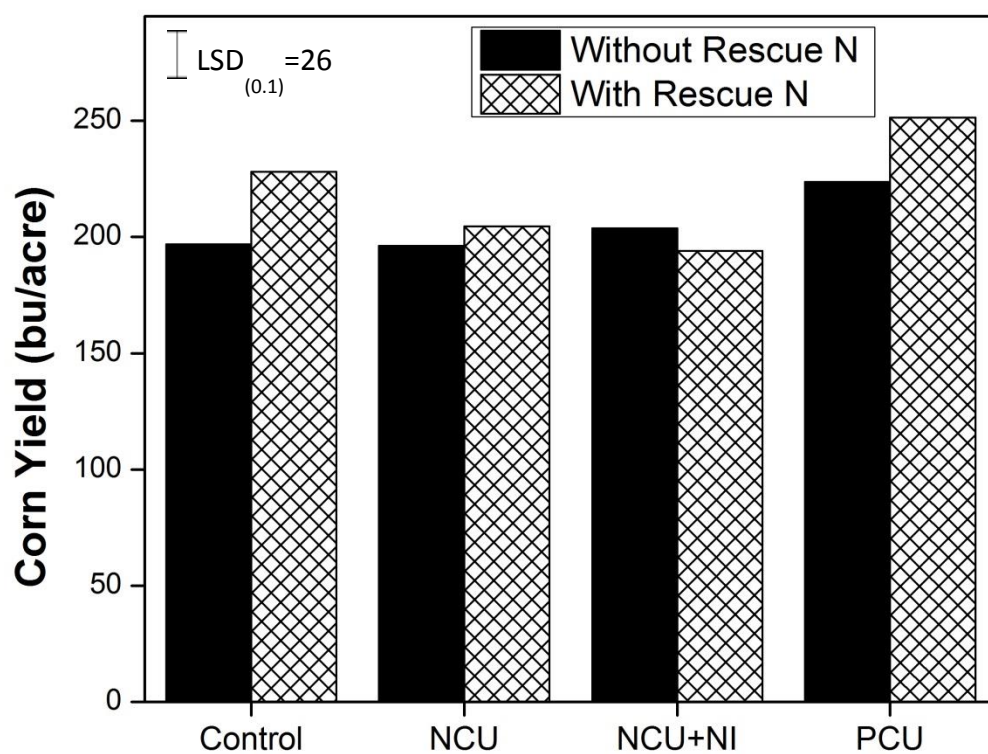 LSD(0.1)=26
Without Rescue N
With Rescue N
Corn Yield (bu/acre)
250
200
150
100
50
0
Control NCU NCU+NI PCU